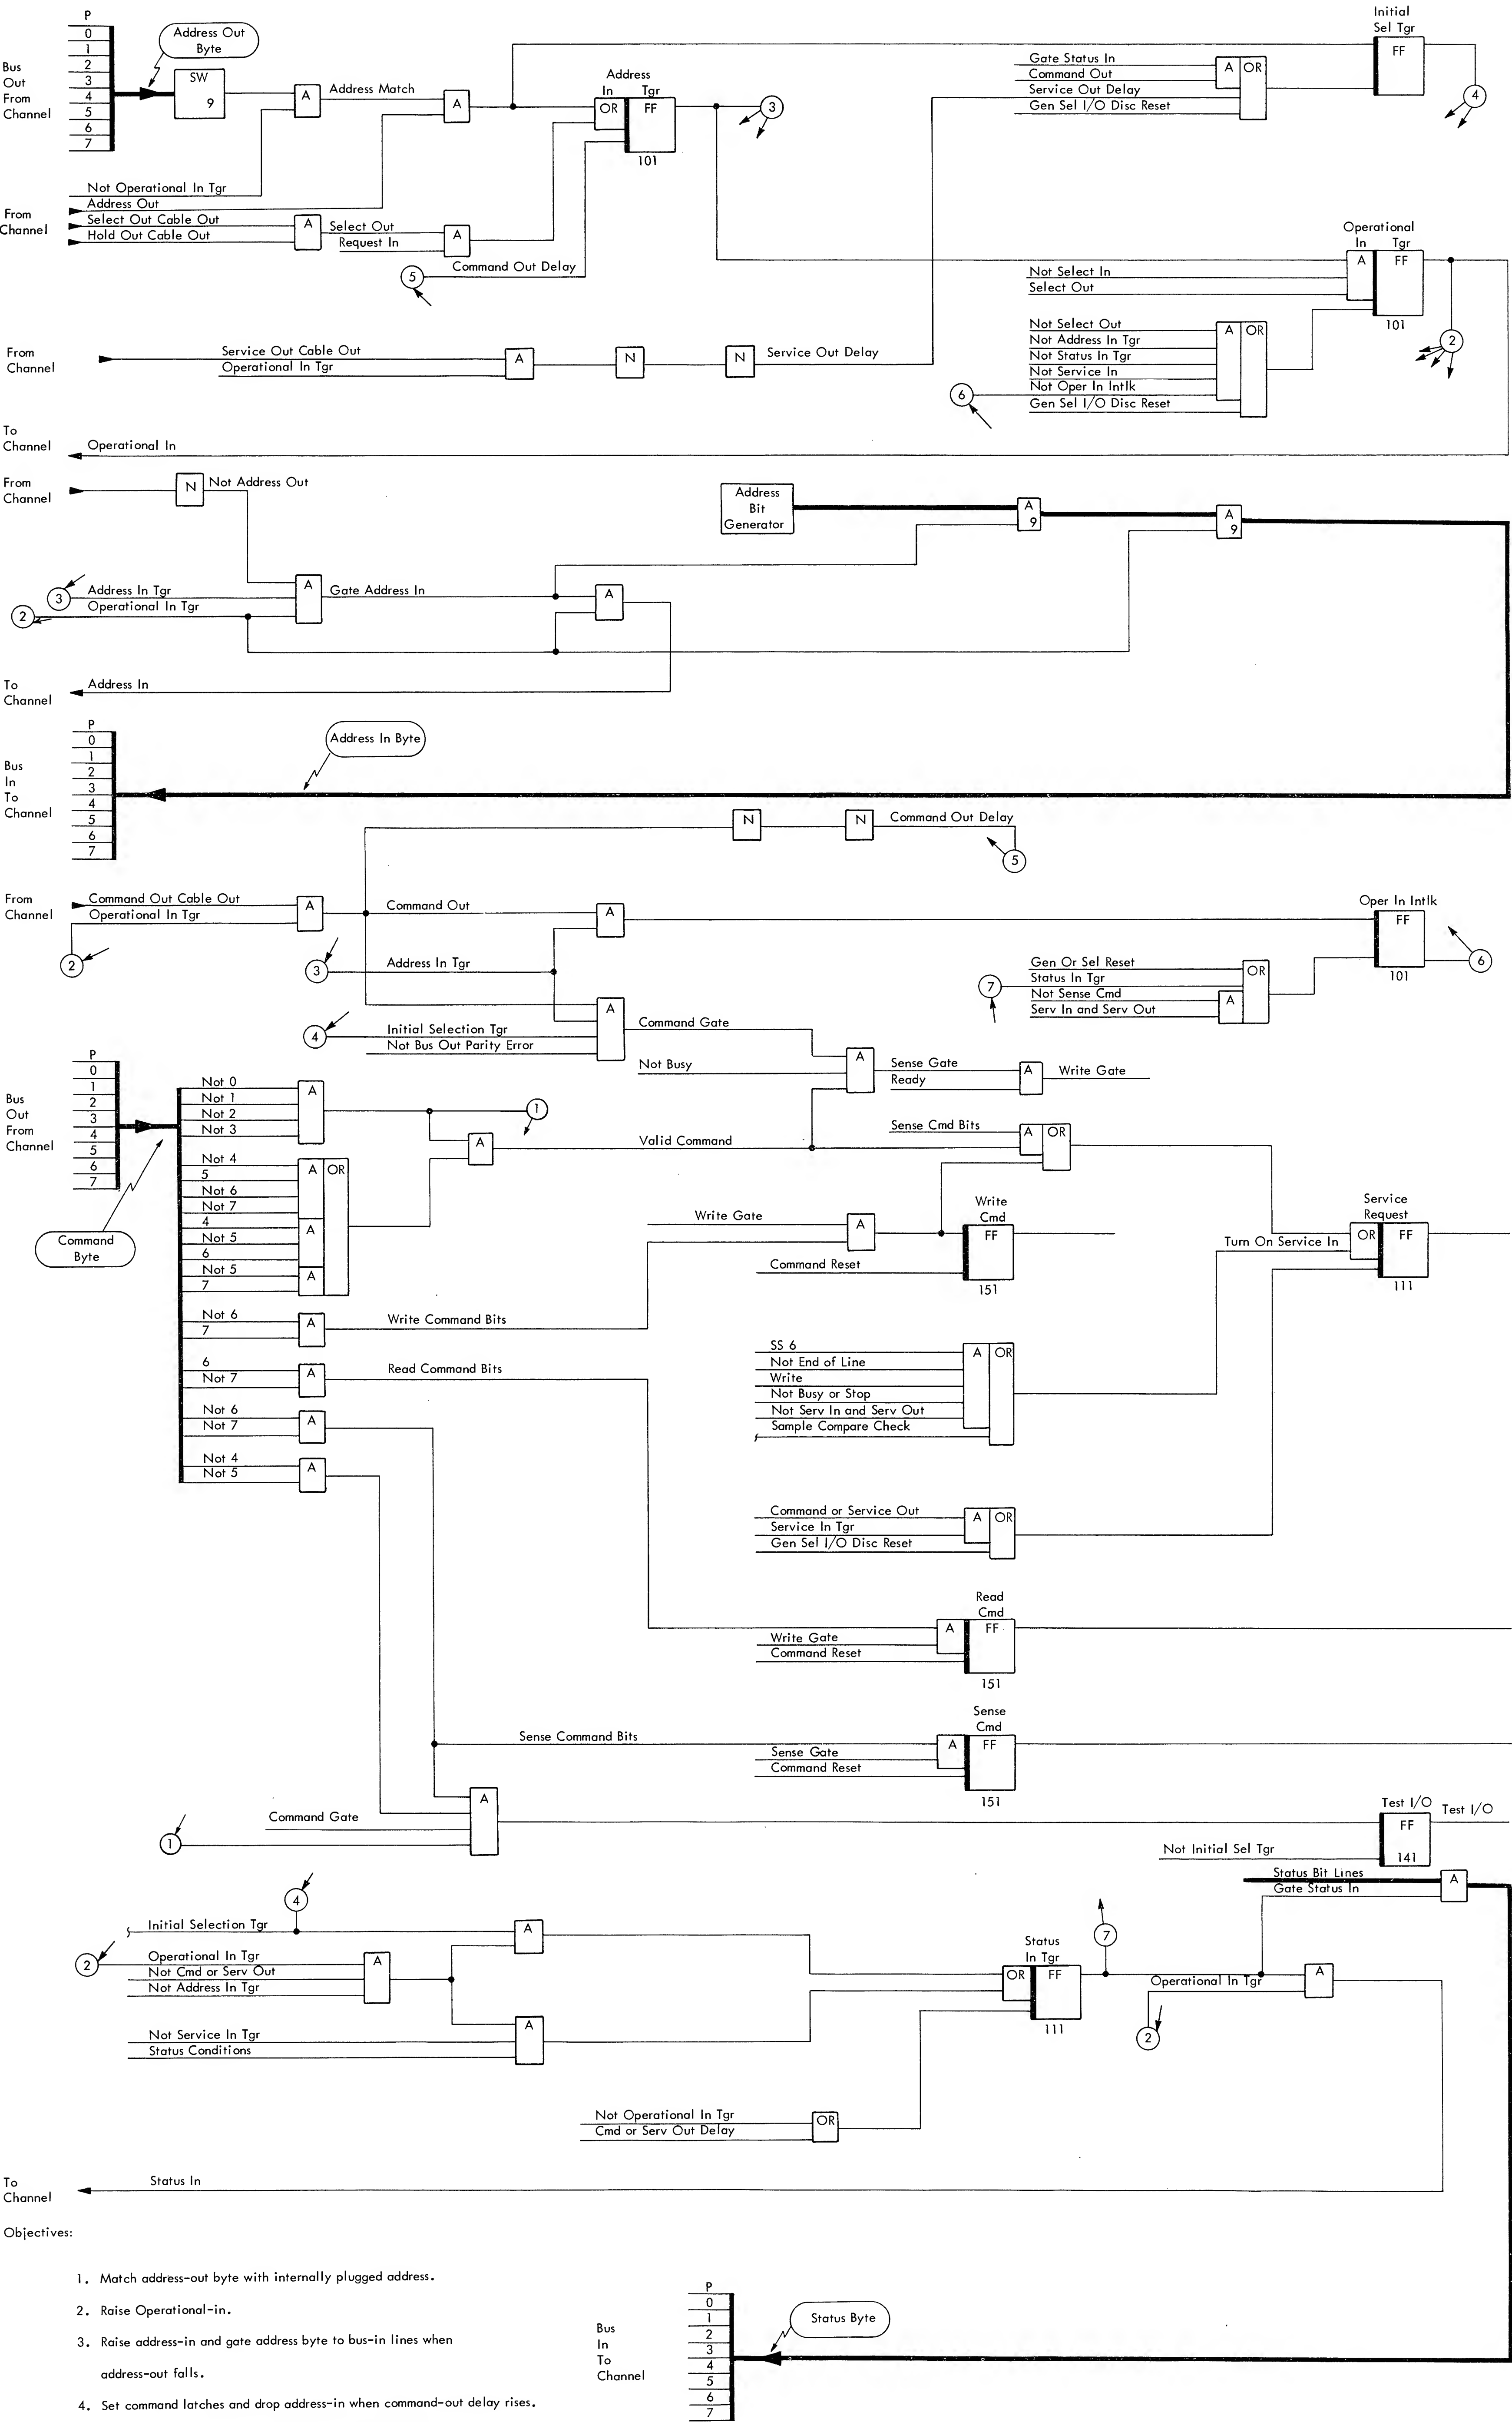 P
0
1
2
3
4
5
6
7
Bus
Out
From
Channel
Address Out
Byte
SW
9
A
Address Match
A
Address
In Tgr
OR FF
101
3
Initial
Sel Tgr
FF
4
Gate Status In
Command Out
Service Out Delay
Gen Sel I/O Disc Reset
A OR
Not Operational In Tgr
Address Out
Select Out Cable Out
Hold Out Cable Out
From
Channel
A
Select Out
Request In
A
5
Command Out Delay
Operational
In Tgr
A FF
101
Not Select In
Select Out
Not Select Out
Not Address In Tgr
Not Status In Tgr
Not Service In
Not Oper In Intlk
Gen Sel I/O Disc Reset
A OR
2
6
From
Channel
Service Out Cable Out
Operational In Tgr
A
N
N
Service Out Delay
To
Channel
Operational In
From
Channel
N
Not Address Out
Address
Bit
Generator
A
9
A
9
3
Address In Tgr
Operational In Tgr
2
A
Gate Address In
A
To
Channel
Address In
P
0
1
2
3
4
5
6
7
Bus
In
To
Channel
Address In Byte
N
N
Command Out Delay
5
From
Channel
Command Out Cable Out
Operational In Tgr
2
A
Command Out
A
Oper In Intlk
FF
101
6
3
Address In Tgr
Gen Or Sel Reset
Status In Tgr
Not Sense Cmd
Serv In and Serv Out
7
OR
A
4
Initial Selection Tgr
Not Bus Out Parity Error
A
Command Gate
Not Busy
A
Sense Gate
Ready
A
Write Gate
P
0
1
2
3
4
5
6
7
Bus
Out
From
Channel
Command
Byte
Not 0
Not 1
Not 2
Not 3
A
1
Not 4
5
Not 6
Not 7
4
Not 5
6
Not 5
7
A OR
A
A
A
Valid Command
Sense Cmd Bits
A OR
Write Gate
A
Write
Cmd
FF
151
Command Reset
Service
Request
OR FF
111
Turn On Service In
Not 6
7
A
Write Command Bits
6
Not 7
A
Read Command Bits
Not 6
Not 7
A
Not 4
Not 5
A
SS 6
Not End of Line
Write
Not Busy or Stop
Not Serv In and Serv Out
Sample Compare Check
A OR
Command or Service Out
Service In Tgr
Gen Sel I/O Disc Reset
A OR
Read
Cmd
A FF
151
Write Gate
Command Reset
Sense
Cmd
A FF
151
Sense Command Bits
Sense Gate
Command Reset
Command Gate
1
A
Test I/O
FF
141
Test I/O
Not Initial Sel Tgr
Status Bit Lines
Gate Status In
A
4
Initial Selection Tgr
A
2
Operational In Tgr
Not Cmd or Serv Out
Not Address In Tgr
A
Not Service In Tgr
Status Conditions
A
Status
In Tgr
OR FF
111
7
Operational In Tgr
2
A
Not Operational In Tgr
Cmd or Serv Out Delay
OR
To
Channel
Status In
Objectives:
1. Match address-out byte with internally plugged address.
2. Raise Operational-in.
3. Raise address-in and gate address byte to bus-in lines when
address-out falls.
4. Set command latches and drop address-in when command-out delay rises.
Bus
In
To
Channel
P
0
1
2
3
4
5
6
7
Status Byte